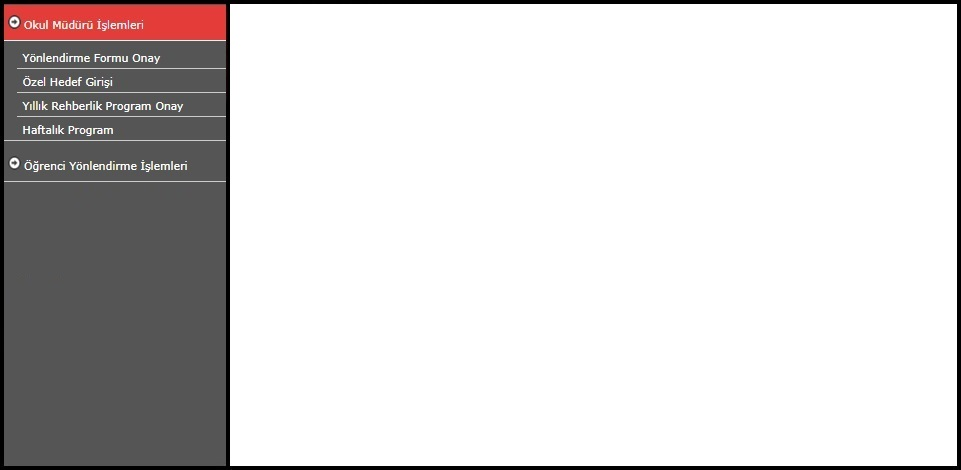 Okul Müdürü İşlemleri
Yönlendirme Formu Onay
Özel Hedef Girişi
Yıllık Rehberlik Program Onay
Haftalık Program
Öğrenci Yönlendirme İşlemleri